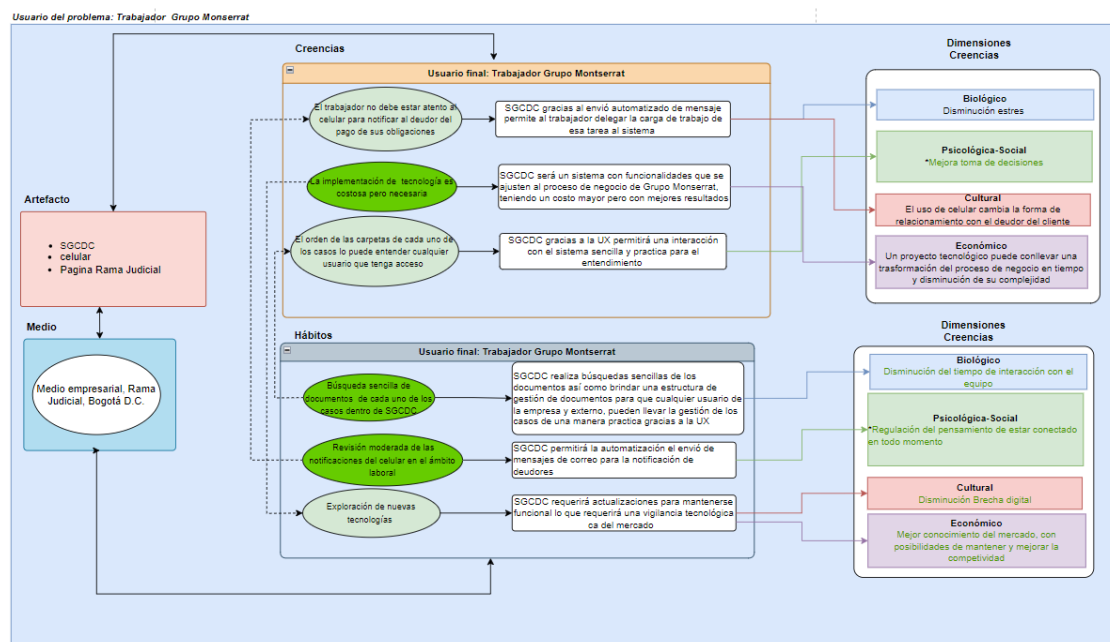 Usuario del problema: Trabajador Grupo Monserrat
Creencias
Usuario final: Trabajador Grupo Montserrat
El trabajador no debe estar atento al
celular para notificar al deudor del
pago de sus obligaciones
SGCDC gracias al envió automatizado de mensaje
permite al trabajador delegar la carga de trabajo de
esa tarea al sistema
La implementación de tecnología es
costosa pero necesaria
SGCDC será un sistema con funcionalidades que se
ajusten al proceso de negocio de Grupo Monserrat,
teniendo un costo mayor pero con mejores resultados
El orden de las carpetas de cada uno de
los casos lo puede entender cualquier
usuario que tenga acceso
SGCDC gracias a la UX permitirá una interacción
con el sistema sencilla y practica para el
entendimiento
Dimensiones
Creencias
Biológico
Disminución estres
Psicológica-Social
*Mejora toma de decisiones
Cultural
El uso de celular cambia la forma de
relacionamiento con el deudor del cliente
Económico
Un proyecto tecnológico puede conllevar una
trasformación del proceso de negocio en tiempo
y disminución de su complejidad
Artefacto
• SGCDC
• celular
• Pagina Rama Judicial
Medio
Medio empresarial, Rama
Judicial, Bogotá D.C.
Hábitos
Usuario final: Trabajador Grupo Montserrat
Búsqueda sencilla de
documentos de cada uno de los
casos dentro de SGCDC
SGCDC realiza búsquedas sencillas de los
documentos así como brindar una estructura de
gestión de documentos para que cualquier usuario de
la empresa y externo, pueden llevar la gestión de los
casos de una manera practica gracias a la UX
Revisión moderada de las
notificaciones del celular en el ámbito
laboral
SGCDC permitirá la automatización el envió de
mensajes de correo para la notificación de
deudores
Exploración de nuevas
tecnologías
SGCDC requerirá actualizaciones para mantenerse
funcional lo que requerirá una vigilancia tecnológica
ca del mercado
Dimensiones
Creencias
Biológico
Disminución del tiempo de interacción con el
equipo
Psicológica-Social
*Regulación del pensamiento de estar conectado
en todo momento
Cultural
Disminución Brecha digital
Económico
Mejor conocimiento del mercado, con
posibilidades de mantener y mejorar la
competividad